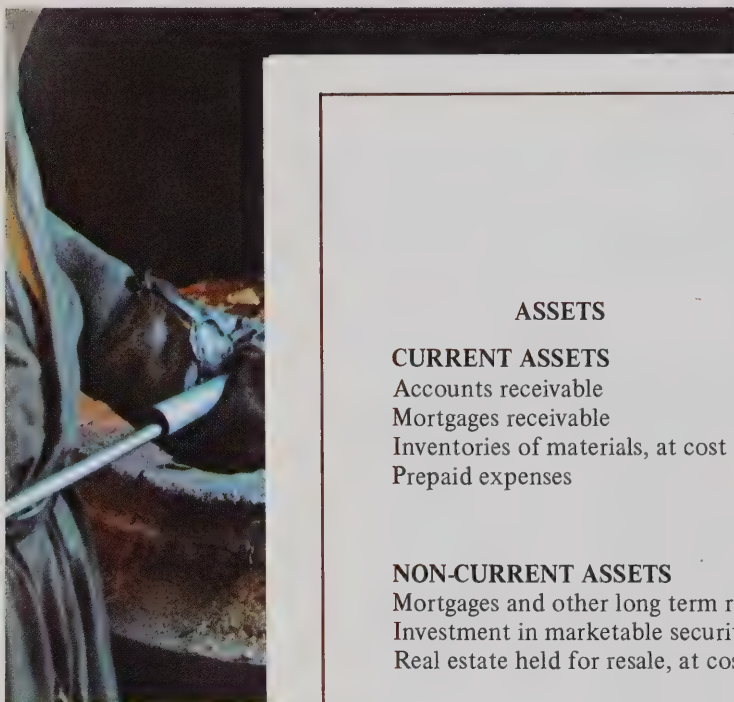 ASSETS
CURRENT ASSETS
Accounts receivable
Mortgages receivable
Inventories of materials, at cost
Prepaid expenses
NON-CURRENT ASSETS
Mortgages and other long term
Investment in marketable
Real estate held for resale, at